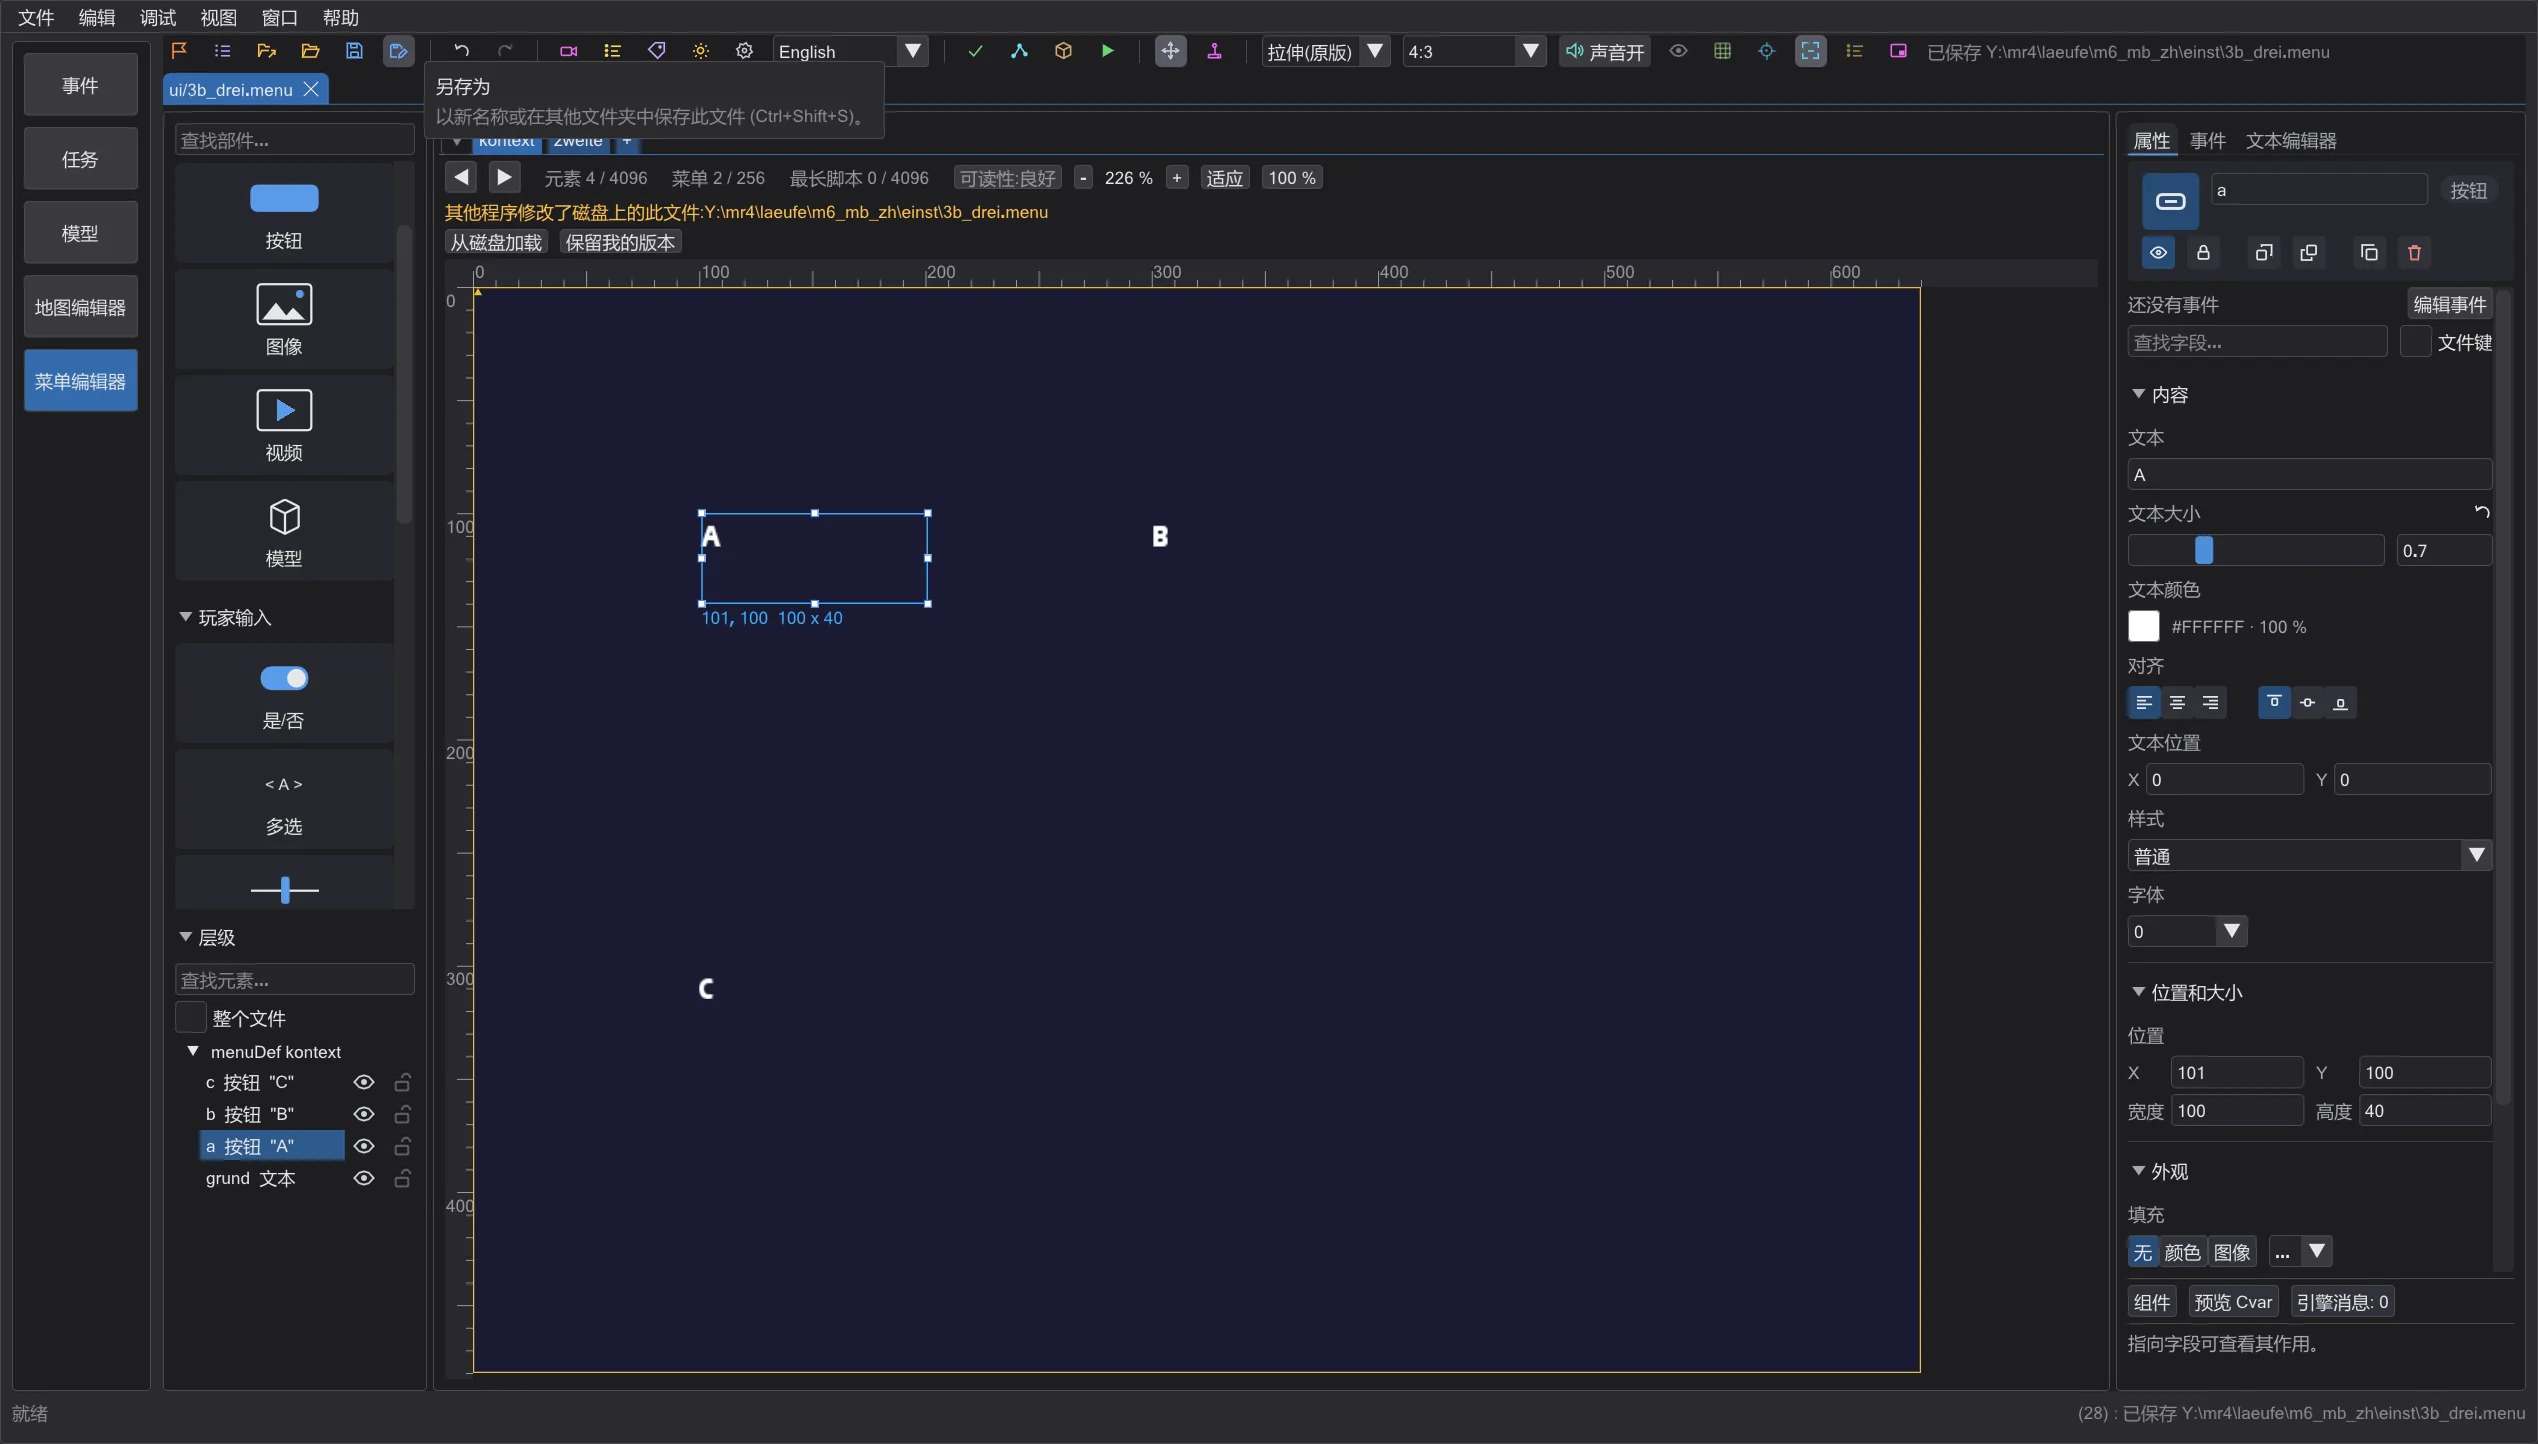 文件 编辑 调试 视图 窗口 帮助
English 拉伸(原版) 4:3 声音开 已保存 Y:\mr4\laeufe\m6_mb_zh\einst\3b_drei.menu
事件
任务
模型
地图编辑器
菜单编辑器
ui/3b_drei.menu
另存为
以新名称或在其他文件夹中保存此文件 (Ctrl+Shift+S)。
查找部件...
按钮
图像
视频
模型
玩家输入
是/否
< A >
多选
层级
查找元素...
整个文件
menuDef kontext
c 按钮 "C"
b 按钮 "B"
a 按钮 "A"
grund 文本
kontext zweite +
元素 4 / 4096 菜单 2 / 256 最长脚本 0 / 4096 可读性:良好 - 226 % + 适应 100 %
其他程序修改了磁盘上的此文件:Y:\mr4\laeufe\m6_mb_zh\einst\3b_drei.menu
从磁盘加载 保留我的版本
0 100 200 300 400 500 600
0
100
200
300
400
A
B
101, 100 100 x 40
C
属性 事件 文本编辑器
a 按钮
还没有事件 编辑事件
查找字段... 文件键
内容
文本
A
文本大小
0.7
文本颜色
#FFFFFF · 100 %
对齐
文本位置
X 0 Y 0
样式
普通
字体
0
位置和大小
位置
X 101 Y 100
宽度 100 高度 40
外观
填充
无 颜色 图像 ...
组件 预览 Cvar 引擎消息: 0
指向字段可查看其作用。
就绪
(28) : 已保存 Y:\mr4\laeufe\m6_mb_zh\einst\3b_drei.menu